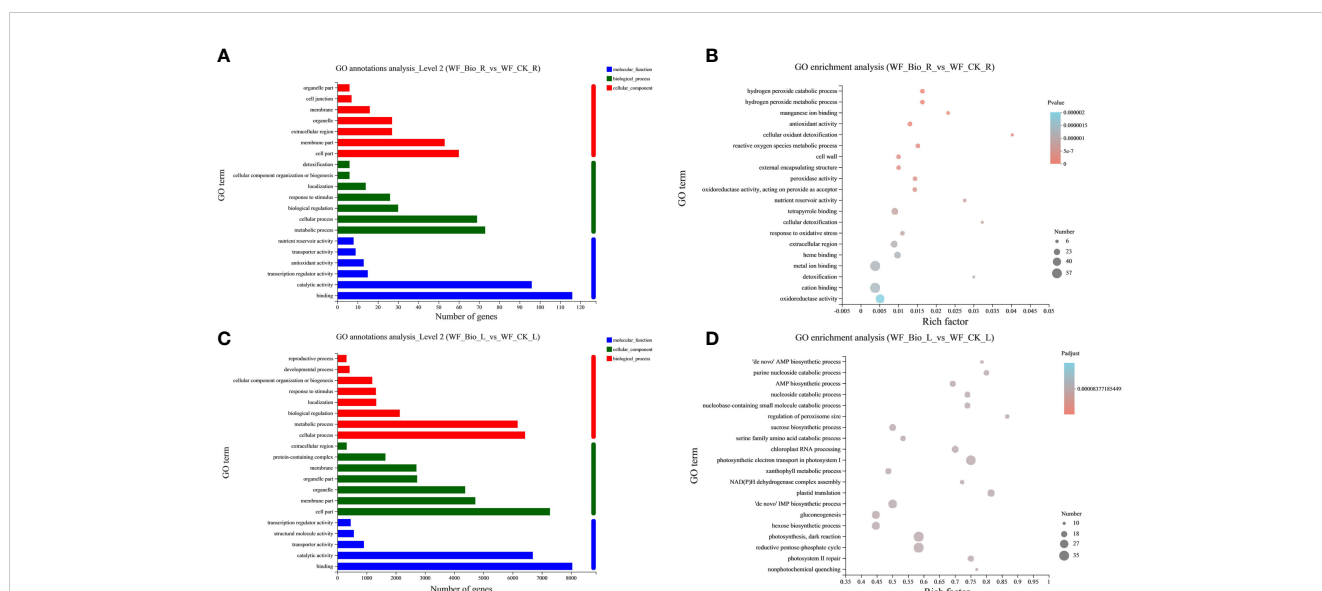 A
GO annotations analysis_Level 2 (WF_Bio_R_vs_WF_CK_R)
molecular_function
biological_process
cellular_component
GO term
organelle part
cell junction
membrane
organelle
extracellular region
membrane part
cell part
detoxification
cellular component organization or biogenesis
localization
response to stimulus
biological regulation
cellular process
metabolic process
nutrient reservoir activity
transporter activity
antioxidant activity
transcription regulator activity
catalytic activity
binding
0 10 20 30 40 50 60 70 80 90 100 110 120
Number of genes
B
GO enrichment analysis (WF_Bio_R_vs_WF_CK_R)
GO term
hydrogen peroxide catabolic process
hydrogen peroxide metabolic process
manganese ion binding
antioxidant activity
cellular oxidant detoxification
reactive oxygen species metabolic process
cell wall
external encapsulating structure
peroxidase activity
oxidoreductase activity, acting on peroxide as acceptor
nutrient reservoir activity
tetrapyrrole binding
cellular detoxification
response to oxidative stress
extracellular region
heme binding
metal ion binding
detoxification
cation binding
oxidoreductase activity
-0.005 0 0.005 0.01 0.015 0.02 0.025 0.03 0.035 0.04 0.045 0.05
Rich factor
Pvalue
0.000002
0.0000015
0.000001
5e-7
0
Number
6
23
40
57
C
GO annotations analysis_Level 2 (WF_Bio_L_vs_WF_CK_L)
molecular_function
cellular_component
biological_process
GO term
reproductive process
developmental process
cellular component organization or biogenesis
response to stimulus
localization
biological regulation
metabolic process
cellular process
extracellular region
protein-containing complex
membrane
organelle part
organelle
membrane part
cell part
transcription regulator activity
structural molecule activity
transporter activity
catalytic activity
binding
0 1000 2000 3000 4000 5000 6000 7000 8000
Number of genes
D
GO enrichment analysis (WF_Bio_L_vs_WF_CK_L)
GO term
'de novo' AMP biosynthetic process
purine nucleoside catabolic process
AMP biosynthetic process
nucleoside catabolic process
nucleobase-containing small molecule catabolic process
regulation of peroxisome size
sucrose biosynthetic process
serine family amino acid catabolic process
chloroplast RNA processing
photosynthetic electron transport in photosystem I
xanthophyll metabolic process
NAD(P)H dehydrogenase complex assembly
plastid translation
'de novo' IMP biosynthetic process
gluconeogenesis
hexose biosynthetic process
photosynthesis, dark reaction
reductive pentose-phosphate cycle
photosystem II repair
nonphotochemical quenching
0.35 0.4 0.45 0.5 0.55 0.6 0.65 0.7 0.75 0.8 0.85 0.9 0.95 1
Rich factor
Padjust
0.00008377185449
Number
10
18
27
35